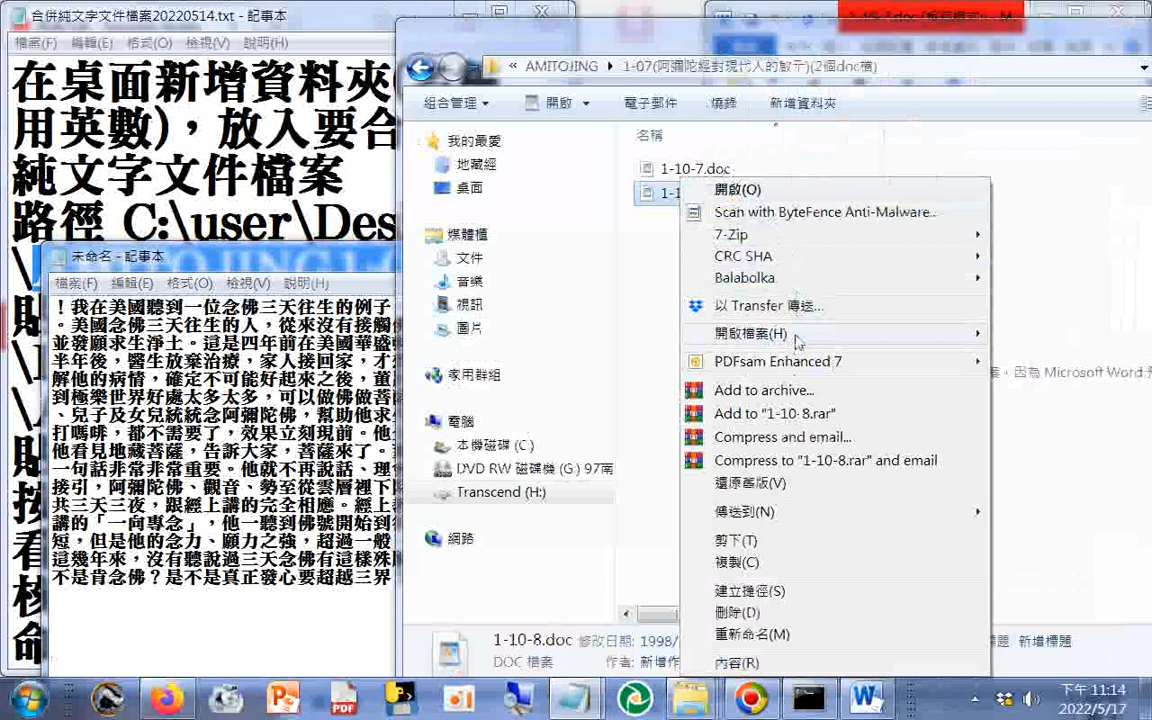 合併純文字文件檔案20220514.txt - 記事本
檔案(F) 編輯(E) 格式(O) 檢視(V) 說明(H)
在桌面新增資料夾(
用英數)，放入要合
純文字文件檔案
路徑 C:\user\Des
未命名 - 記事本
檔案(F) 編輯(E) 格式(O) 檢視(V) 說明(H)
！我在美國聽到一位念佛三天往生的例子
。美國念佛三天往生的人，從來沒有接觸
並發願求生淨土。這是四年前在美國華盛
半年後，醫生放棄治療，家人接回家，才
解他的病情，確定不可能好起來之後，董
到極樂世界好處太多太多，可以做佛做菩
、兒子及女兒統統念阿彌陀佛，幫助他求
打嗎啡，都不需要了，效果立刻現前。他
他看見地藏菩薩，告訴大家，菩薩來了。
一句話非常非常重要。他就不再說話、理
接引，阿彌陀佛、觀音、勢至從雲層裡下
共三天三夜，跟經上講的完全相應。經上
講的「一向專念」，他一聽到佛號開始到
短，但是他的念力、願力之強，超過一般
這幾年來，沒有聽說過三天念佛有這樣殊
不是肯念佛？是不是真正發心要超越三界
« AMITOJING ▸ 1-07(阿彌陀經對現代人的啟示)(2個doc檔)
組合管理 開啟 電子郵件 燒錄 新增資料夾
我的最愛
地藏經
桌面
媒體櫃
文件
音樂
視訊
圖片
家用群組
電腦
本機磁碟 (C:)
DVD RW 磁碟機 (G:) 97南
Transcend (H:)
網路
名稱
1-10-7.doc
開啟(O)
Scan with ByteFence Anti-Malware...
7-Zip
CRC SHA
Balabolka
以 Transfer 傳送...
開啟檔案(H)
PDFsam Enhanced 7
Add to archive...
Add to "1-10-8.rar"
Compress and email...
Compress to "1-10-8.rar" and email
還原舊版(V)
傳送到(N)
剪下(T)
複製(C)
建立捷徑(S)
刪除(D)
重新命名(M)
內容(R)
，因為 Microsoft Word
1-10-8.doc 修改日期: 1998/
DOC 檔案 作者: 新增作
標題 新增標題
下午 11:14
2022/5/17